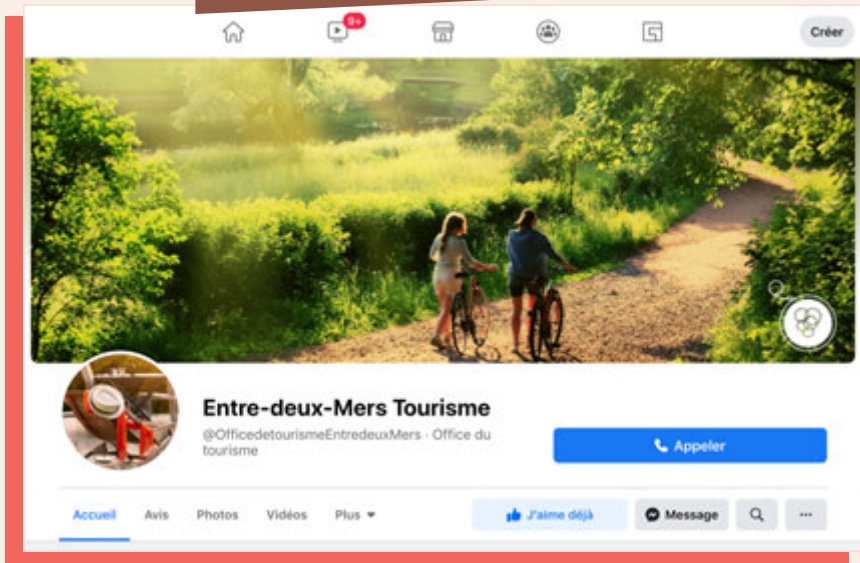 9+
Créer
Entre-deux-Mers Tourisme
@OfficedetourismeEntredeuxMers · Office du
tourisme
Appeler
Accueil Avis Photos Vidéos Plus J'aime déjà Message